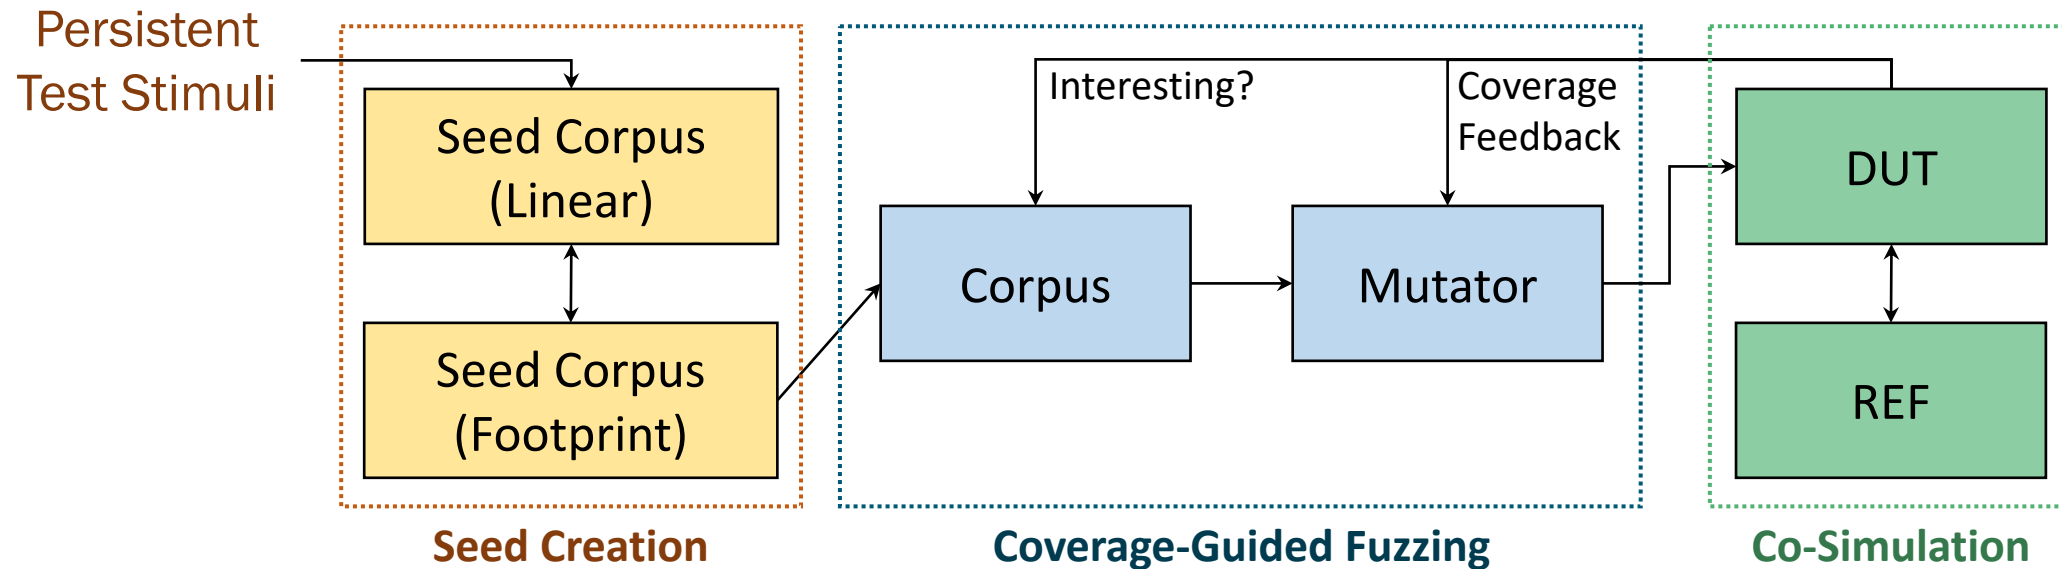 Persistent
Test Stimuli
Seed Corpus
(Linear)
Seed Corpus
(Footprint)
Seed Creation
Interesting?
Coverage
Feedback
Corpus
Mutator
Coverage-Guided Fuzzing
DUT
REF
Co-Simulation